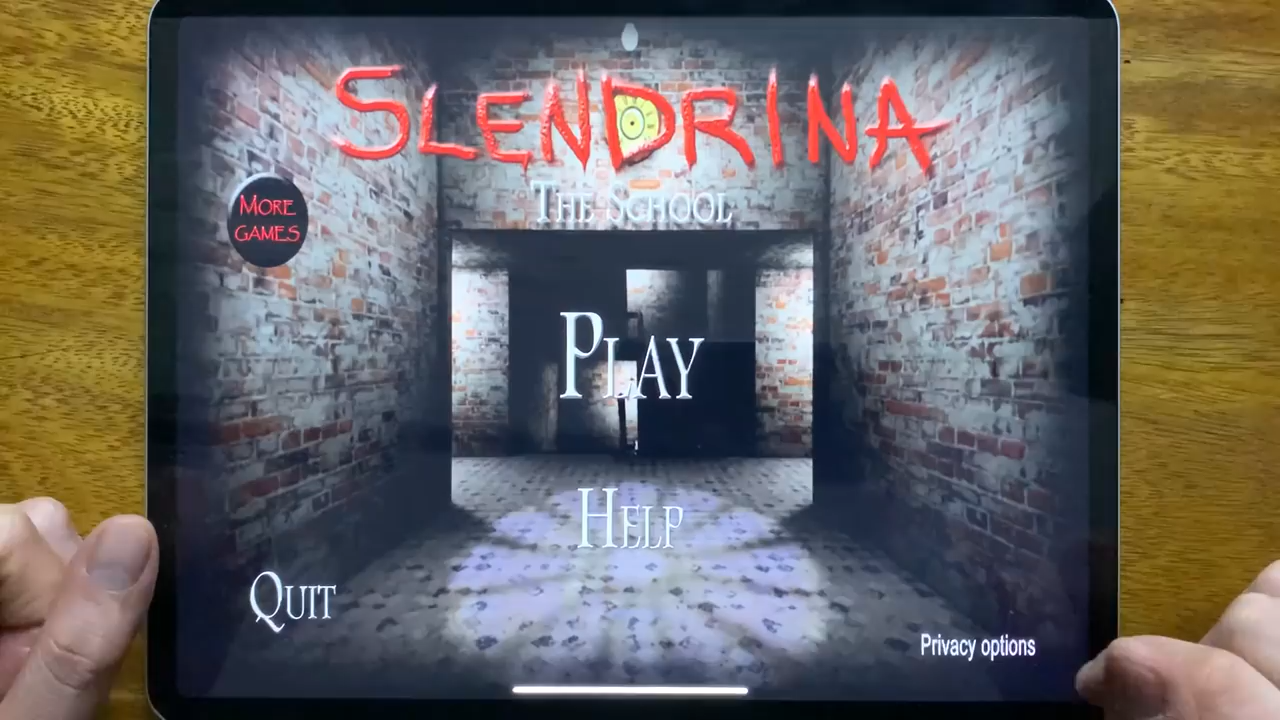 SLENDRINA
THE SCHOOL
MORE
GAMES
PLAY
HELP
QUIT
Privacy options